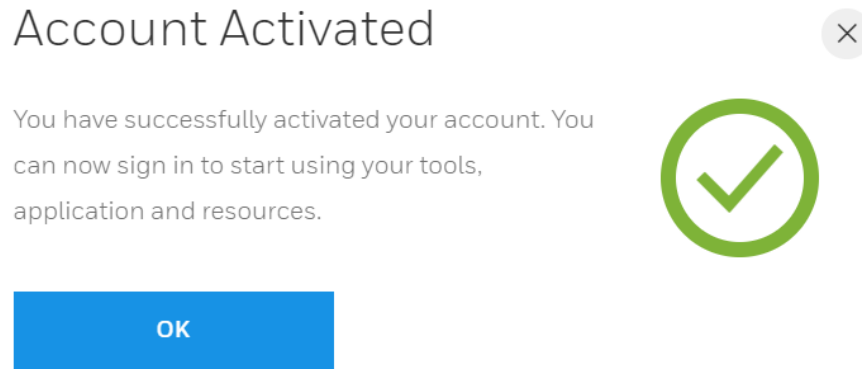 Account Activated
You have successfully activated your account. You
can now sign in to start using your tools,
application and resources.
OK